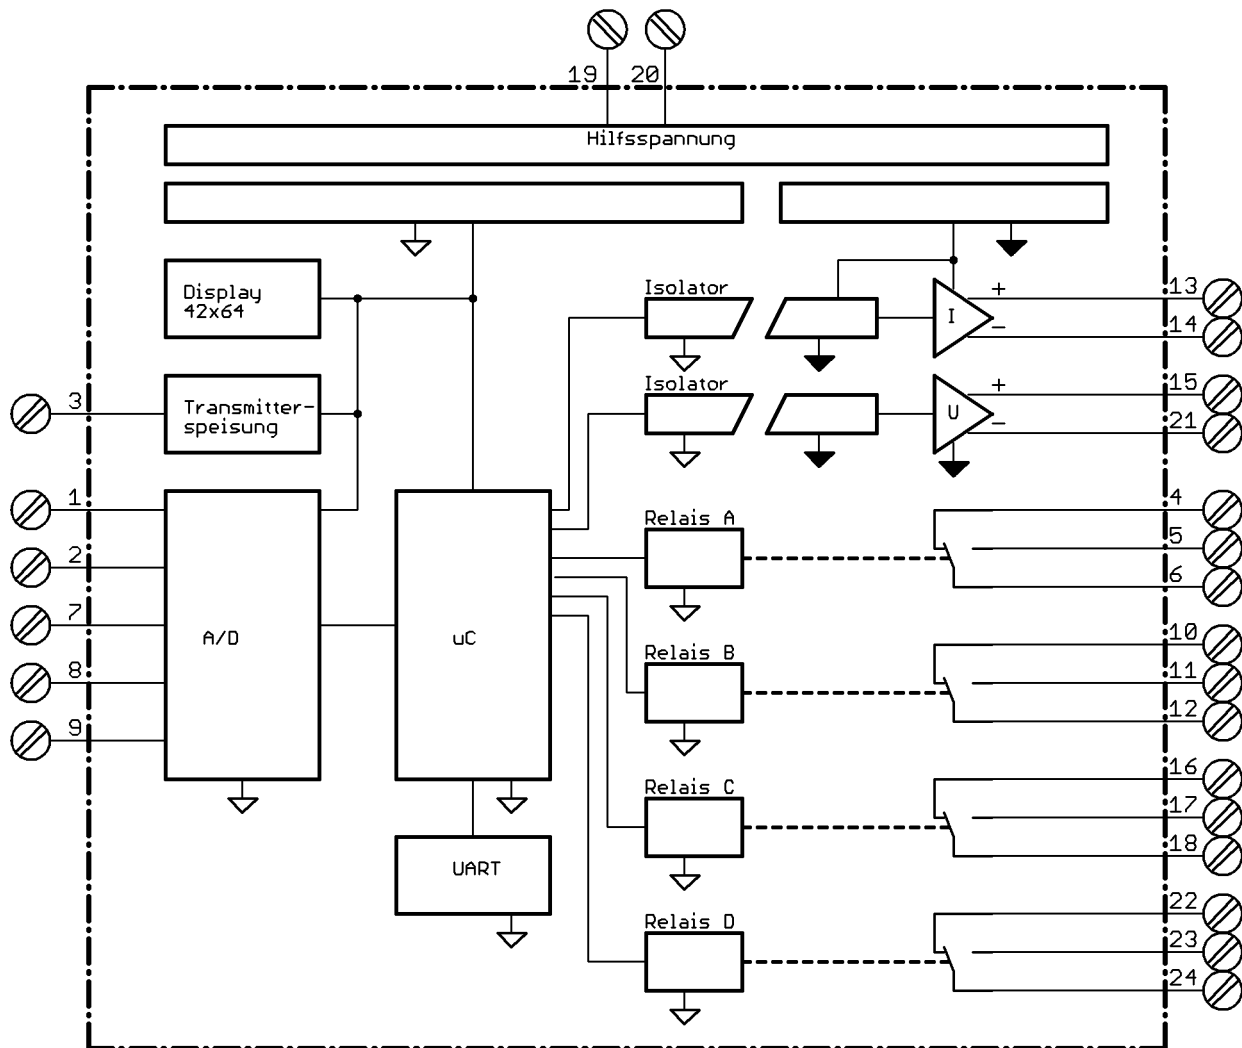 19 20
Hilfsspannung
Display
42x64
Isolator
I
+
-
13
14
3
Transmitter-
speisung
Isolator
U
+
-
15
21
1
2
7
8
9
A/D
uC
UART
Relais A
4
5
6
Relais B
10
11
12
Relais C
16
17
18
Relais D
22
23
24